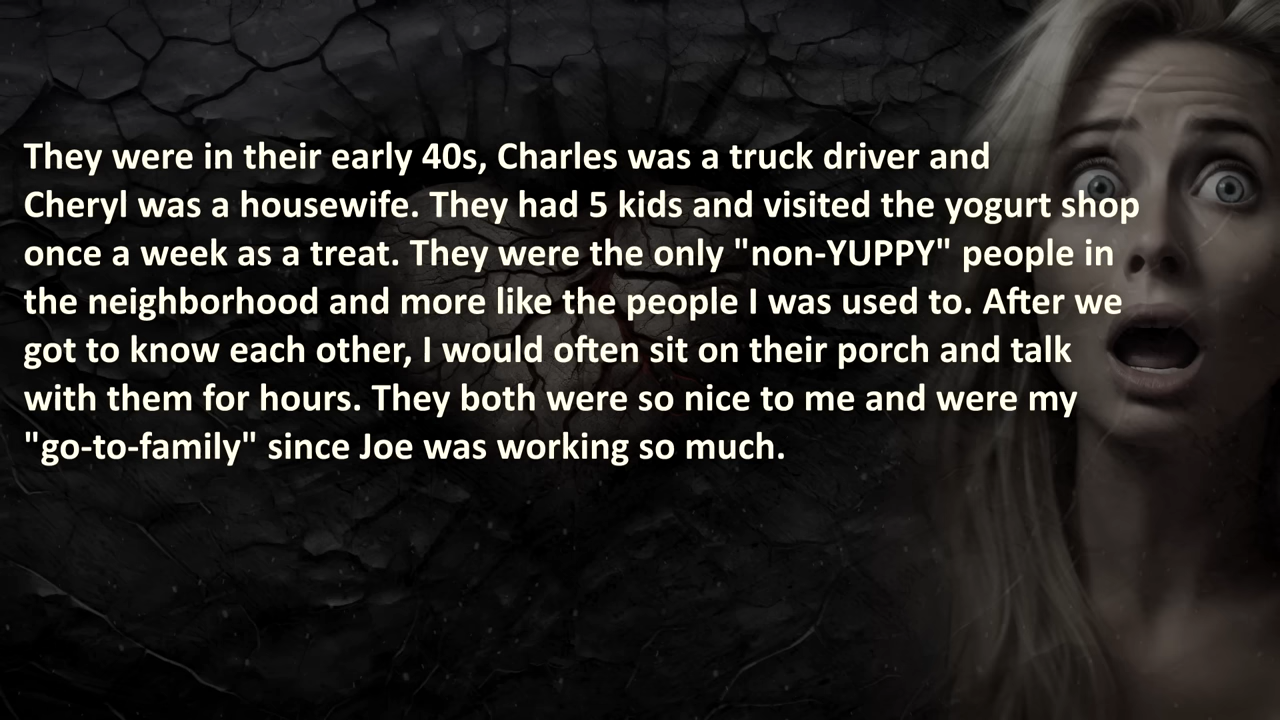 They were in their early 40s, Charles was a truck driver and
Cheryl was a housewife. They had 5 kids and visited the yogurt shop
once a week as a treat. They were the only "non-YUPPY" people in
the neighborhood and more like the people I was used to. After we
got to know each other, I would often sit on their porch and talk
with them for hours. They both were so nice to me and were my
"go-to-family" since Joe was working so much.